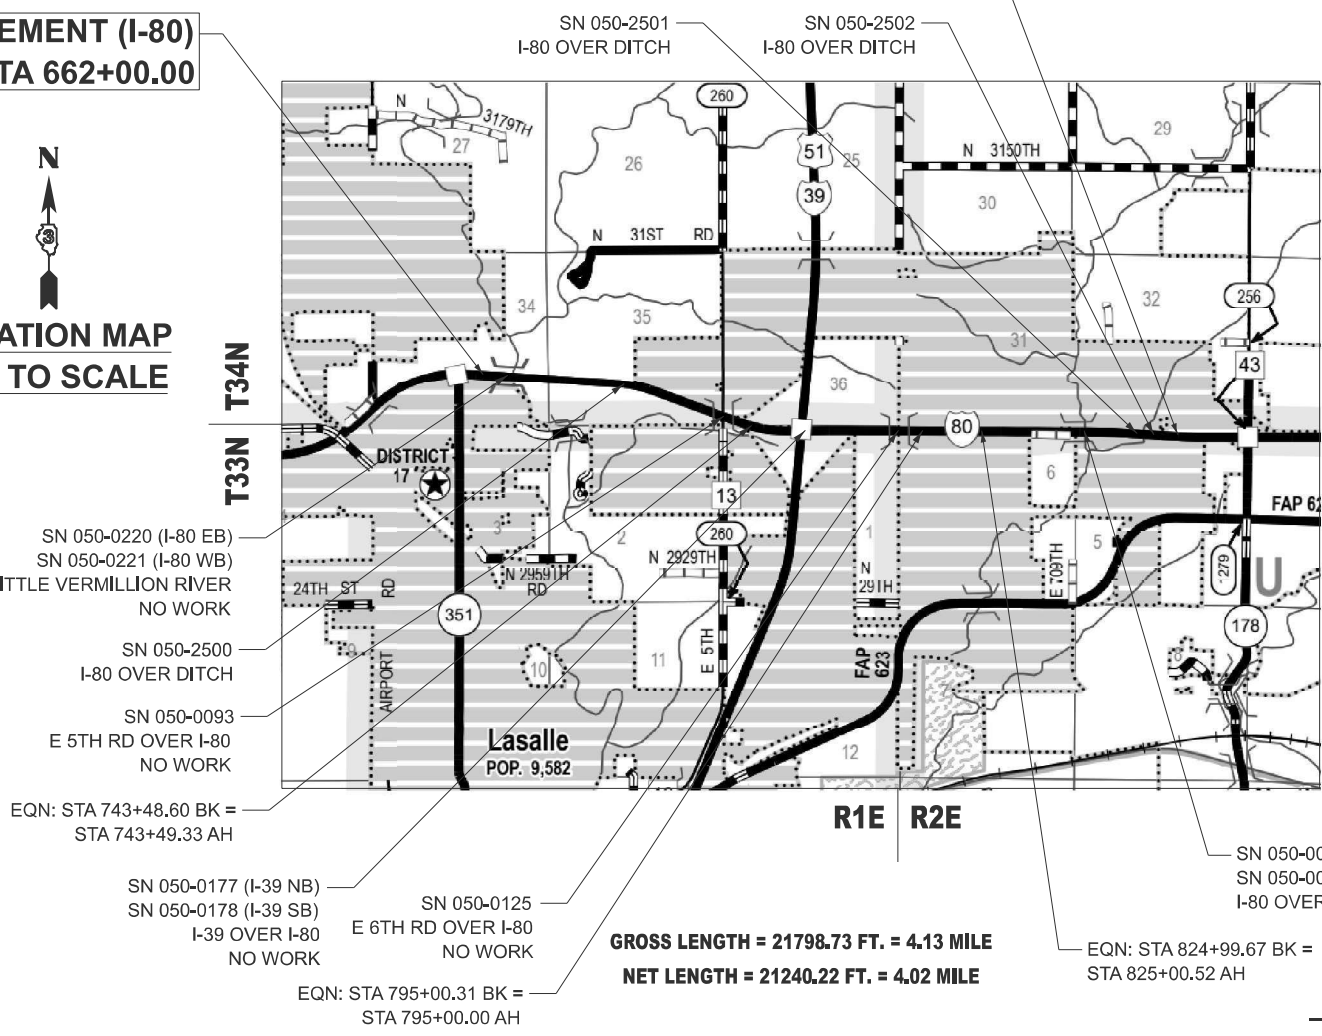 EMENT (I-80)
TA 662+00.00
SN 050-2501
I-80 OVER DITCH
SN 050-2502
I-80 OVER DITCH
N
3
ATION MAP
TO SCALE
T34N
T33N
N 3179TH
27
26
260
51
25
39
N 3150TH
29
30
N 31ST RD
34
35
36
31
32
256
43
80
DISTRICT
17
13
260
3
2
1
6
5
FAP 62
279
U
178
N 2929TH
N 2959TH
RD
24TH ST
AIRPORT RD
351
9
10
11
12
7
8
E 5TH
N
29TH
FAP
623
E 709TH
Lasalle
POP. 9,582
R1E
R2E
SN 050-0220 (I-80 EB)
SN 050-0221 (I-80 WB)
ITTLE VERMILLION RIVER
NO WORK
SN 050-2500
I-80 OVER DITCH
SN 050-0093
E 5TH RD OVER I-80
NO WORK
EQN: STA 743+48.60 BK =
STA 743+49.33 AH
SN 050-0177 (I-39 NB)
SN 050-0178 (I-39 SB)
I-39 OVER I-80
NO WORK
SN 050-0125
E 6TH RD OVER I-80
NO WORK
EQN: STA 795+00.31 BK =
STA 795+00.00 AH
GROSS LENGTH = 21798.73 FT. = 4.13 MILE
NET LENGTH = 21240.22 FT. = 4.02 MILE
SN 050-00
SN 050-00
I-80 OVER
EQN: STA 824+99.67 BK =
STA 825+00.52 AH